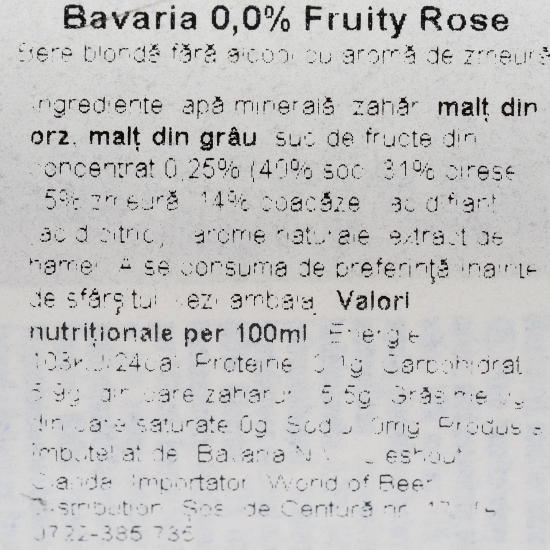 Bavaria 0,0% Fruity Rose
Bere blondă fără alcool cu aromă de zmeură
Ingrediente apă minerală zahăr malț din
orz, malț din grâu suc de fructe din
concentrat 0,25% (40% soc 31% cireșe
15% zmeură 14% coacăze acidifiant
acid citric) arome naturale extract de
hamei A se consuma de preferință înainte
de sfârșitul vezi ambalaj Valori
nutriționale per 100ml Energie
103kJ/24cal Proteine 0,1g Carbohidrat
5,9g din care zaharuri 5,5g Grăsimi
din care saturate 0g Sodiu 0mg Produs și
îmbuteliat de Bavaria N.V. Lieshout
Olanda Importator World of Beer
Distribution Șos de Centură nr.
0722-385 735